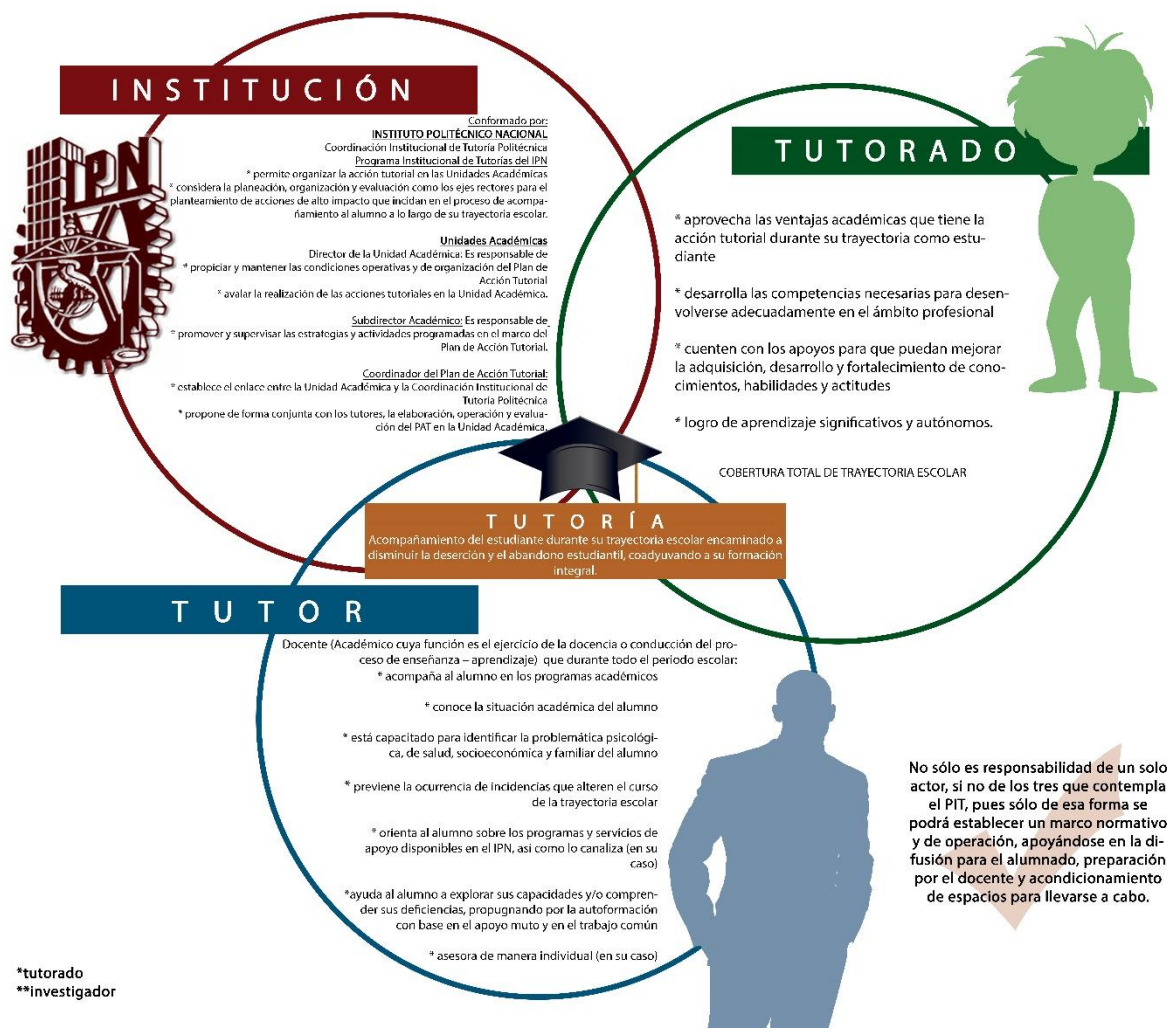 INSTITUCIÓN
Conformado por:
INSTITUTO POLITÉCNICO NACIONAL
Coordinación Institucional de Tutoría Politécnica
Programa Institucional de Tutorías del IPN
* permite organizar la acción tutorial en las Unidades Académicas
* considera la planeación, organización y evaluación como los ejes rectores para el
planteamiento de acciones de alto impacto que incidan en el proceso de acompa-
ñamiento al alumno a lo largo de su trayectoria escolar.
Unidades Académicas
Director de la Unidad Académica: Es responsable de
* propiciar y mantener las condiciones operativas y de organización del Plan de
Acción Tutorial
* avalar la realización de las acciones tutoriales en la Unidad Académica.
Subdirector Académico: Es responsable de
* promover y supervisar las estrategias y actividades programadas en el marco del
Plan de Acción Tutorial.
Coordinador del Plan de Acción Tutorial:
* establece el enlace entre la Unidad Académica y la Coordinación Institucional de
Tutoría Politécnica
* propone de forma conjunta con los tutores, la elaboración, operación y evalua-
ción del PAT en la Unidad Académica.
IPN
TUTORADO
* aprovecha las ventajas académicas que tiene la
acción tutorial durante su trayectoria como estu-
diante
* desarrolla las competencias necesarias para desen-
volverse adecuadamente en el ámbito profesional
* cuenten con los apoyos para que puedan mejorar
la adquisición, desarrollo y fortalecimiento de cono-
cimientos, habilidades y actitudes
* logro de aprendizaje significativos y autónomos.
COBERTURA TOTAL DE TRAYECTORIA ESCOLAR
TUTORÍA
Acompañamiento del estudiante durante su trayectoria escolar encaminado a
disminuir la deserción y el abandono estudiantil, coadyuvando a su formación
integral.
TUTOR
Docente (Académico cuya función es el ejercicio de la docencia o conducción del pro-
ceso de enseñanza – aprendizaje) que durante todo el periodo escolar:
* acompaña al alumno en los programas académicos
* conoce la situación académica del alumno
* está capacitado para identificar la problemática psicológi-
ca, de salud, socioeconómica y familiar del alumno
* previene la ocurrencia de incidencias que alteren el curso
de la trayectoria escolar
* orienta al alumno sobre los programas y servicios de
apoyo disponibles en el IPN, así como lo canaliza (en su
caso)
*ayuda al alumno a explorar sus capacidades y/o compren-
der sus deficiencias, propugnando por la autoformación
con base en el apoyo muto y en el trabajo común
* asesora de manera individual (en su caso)
No sólo es responsabilidad de un solo
actor, si no de los tres que contempla
el PIT, pues sólo de esa forma se
podrá establecer un marco normativo
y de operación, apoyándose en la di-
fusión para el alumnado, preparación
por el docente y acondicionamiento
de espacios para llevarse a cabo.
*tutorado
**investigador